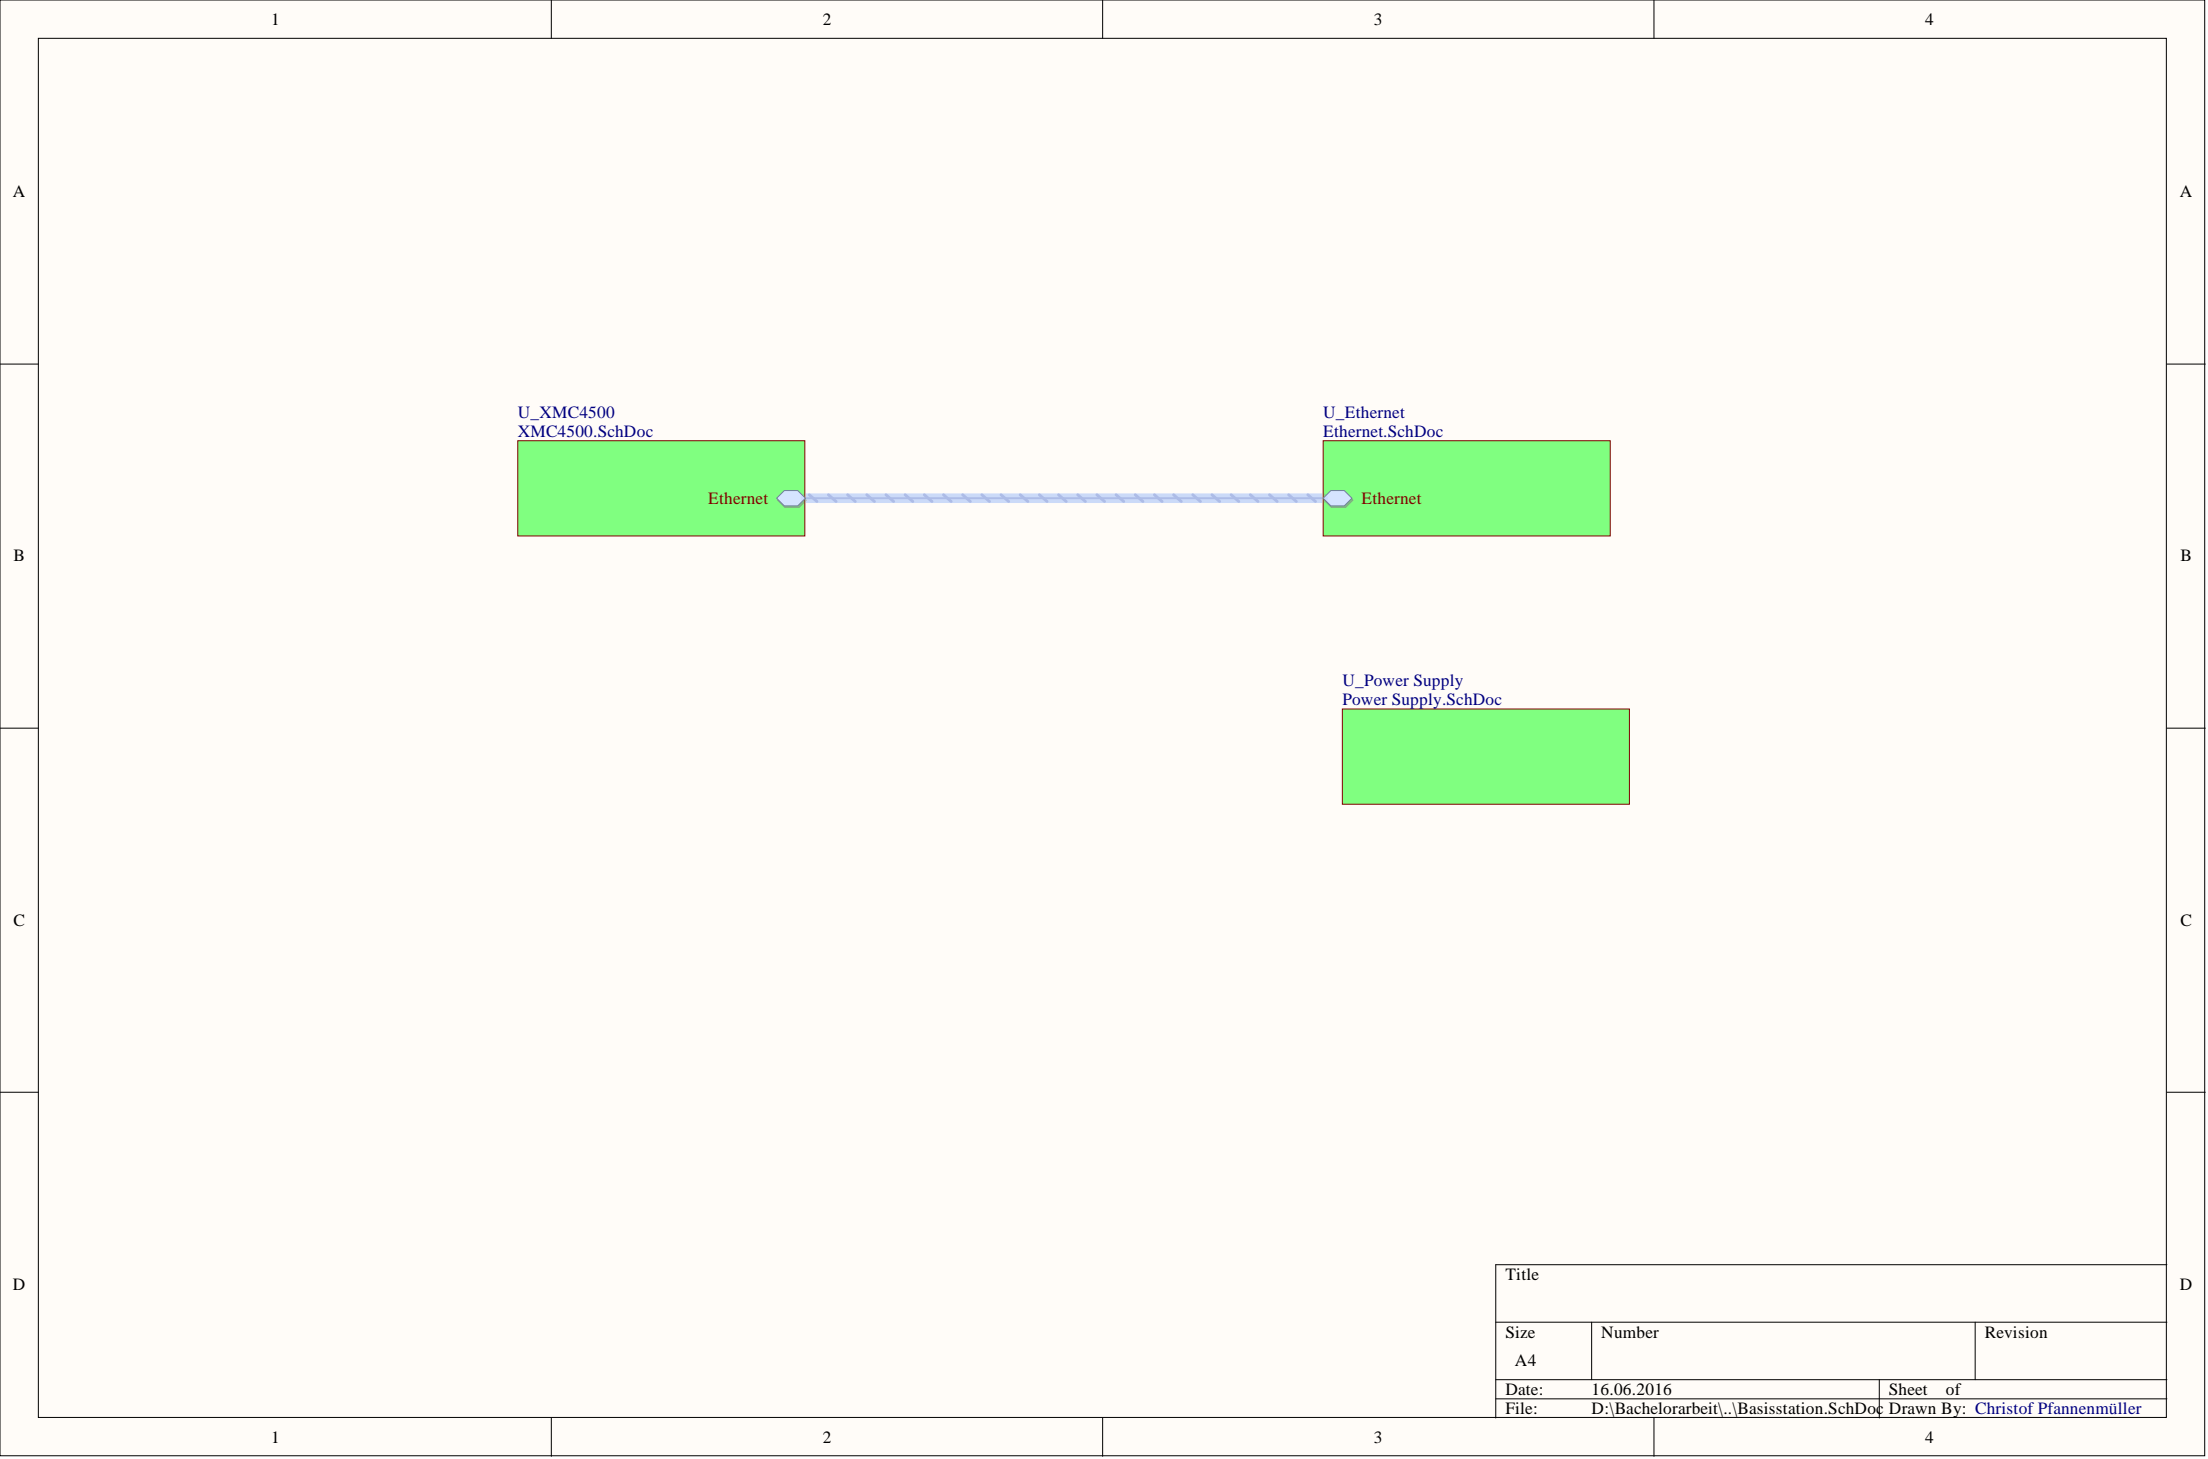 1 2 3 4
A A
U_XMC4500 U_Ethernet
XMC4500.SchDoc Ethernet.SchDoc
Ethernet Ethernet
B B
U_Power Supply
Power Supply.SchDoc
C C
Title
D D
Size Number Revision
A4
Date: 16.06.2016 Sheet of
File: D:\Bachelorarbeit\..\Basisstation.SchDoc Drawn By: Christof Pfannenmüller
1 2 3 4